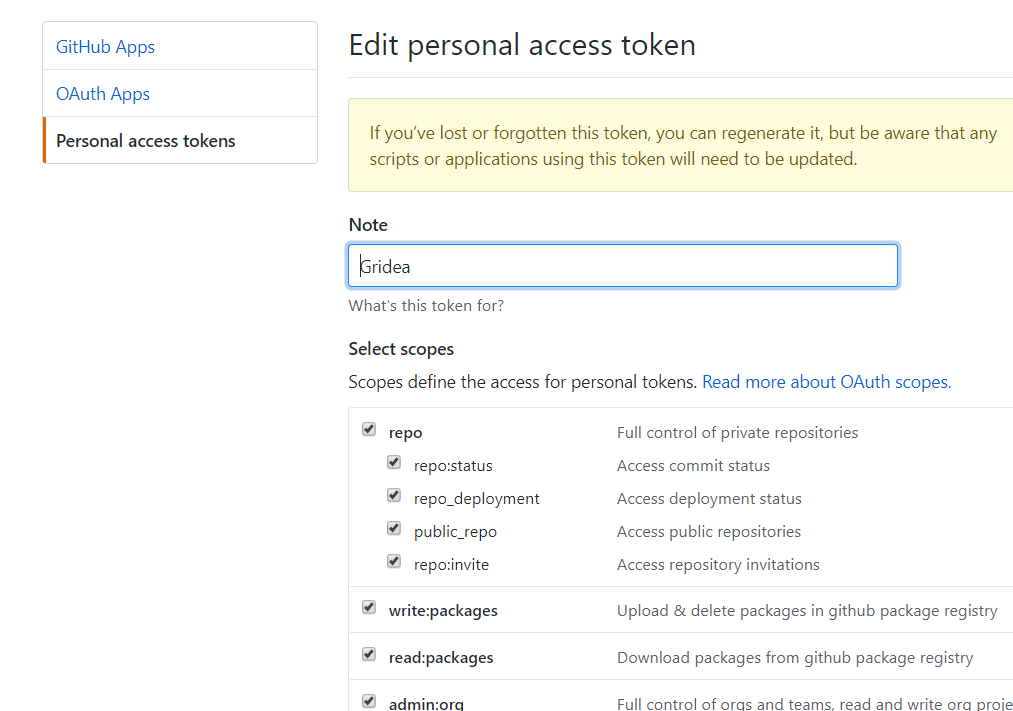 GitHub Apps
OAuth Apps
Personal access tokens
Edit personal access token
If you’ve lost or forgotten this token, you can regenerate it, but be aware that any
scripts or applications using this token will need to be updated.
Note
Gridea
What’s this token for?
Select scopes
Scopes define the access for personal tokens. Read more about OAuth scopes.
repo Full control of private repositories
repo:status Access commit status
repo_deployment Access deployment status
public_repo Access public repositories
repo:invite Access repository invitations
write:packages Upload & delete packages in github package registry
read:packages Download packages from github package registry
admin:org Full control of orgs and teams, read and write org proje